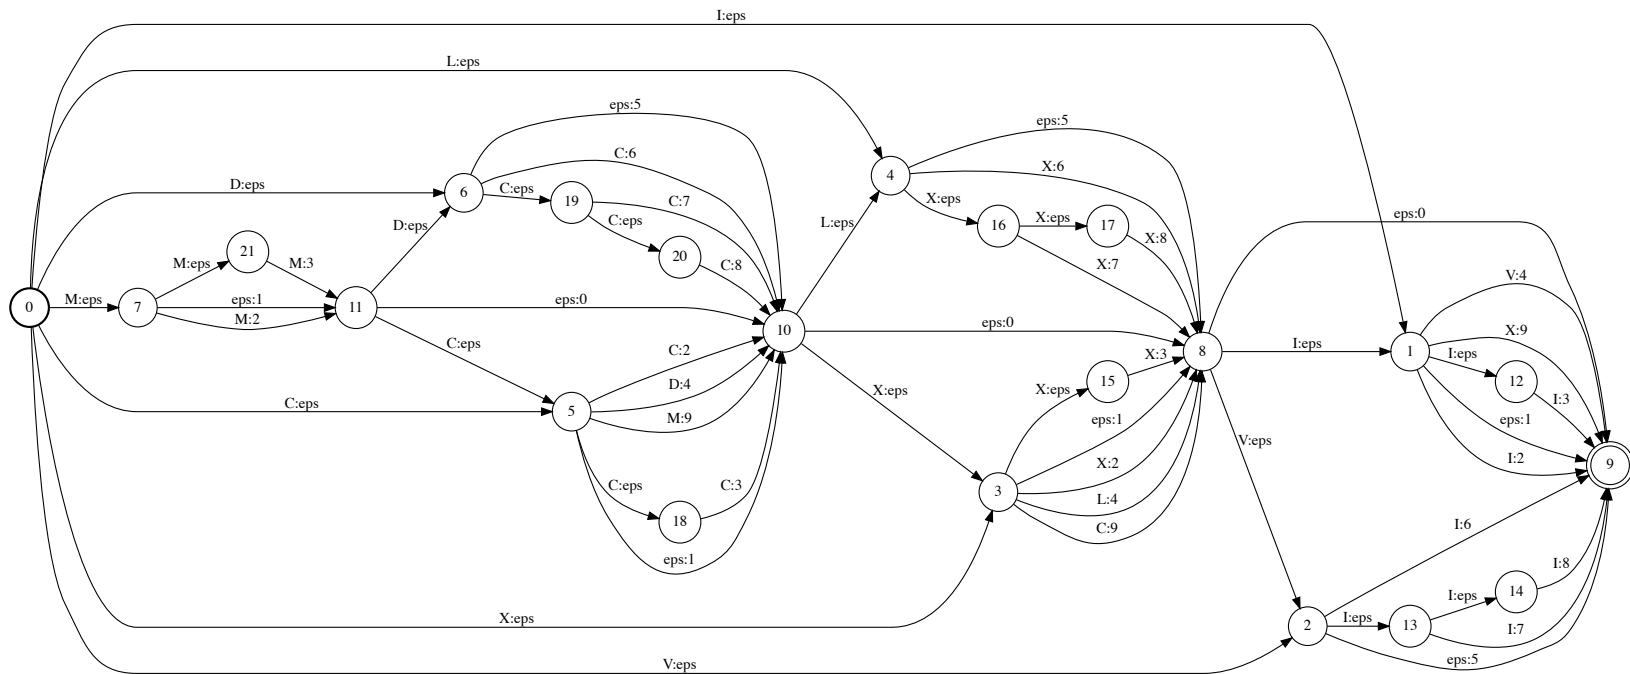 I:eps
L:eps
eps:5
C:6
eps:5
D:eps
6
C:eps
19
C:7
C:eps
20
C:8
4
X:6
X:eps
16
X:eps
17
X:8
X:7
D:eps
L:eps
eps:0
M:eps
21
M:3
V:4
0
M:eps
7
eps:1
M:2
11
eps:0
10
eps:0
8
I:eps
1
X:9
I:eps
12
I:3
eps:1
I:2
C:eps
C:2
D:4
M:9
X:eps
X:eps
15
X:3
eps:1
X:2
L:4
C:9
C:eps
5
V:eps
9
C:eps
18
C:3
eps:1
3
I:6
X:eps
2
I:eps
13
I:eps
14
I:8
I:7
eps:5
V:eps